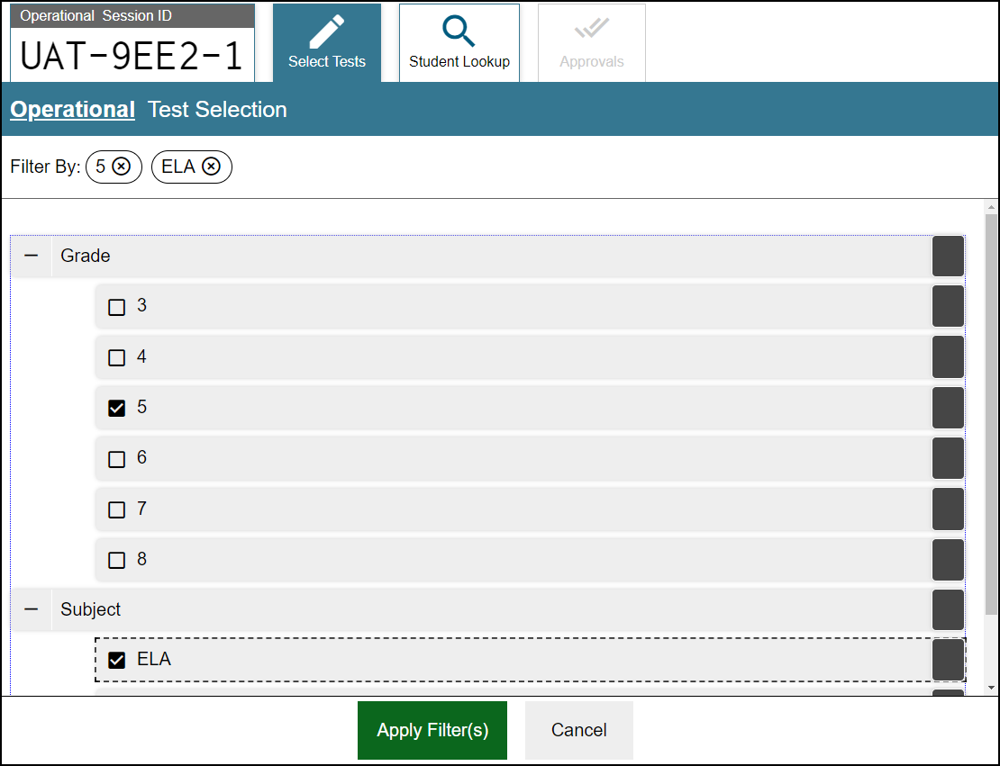 Operational Session ID
UAT-9EE2-1
Select Tests
Student Lookup
Approvals
Operational Test Selection
Filter By: 5 ELA
Grade
3
4
5
6
7
8
Subject
ELA
Apply Filter(s) Cancel